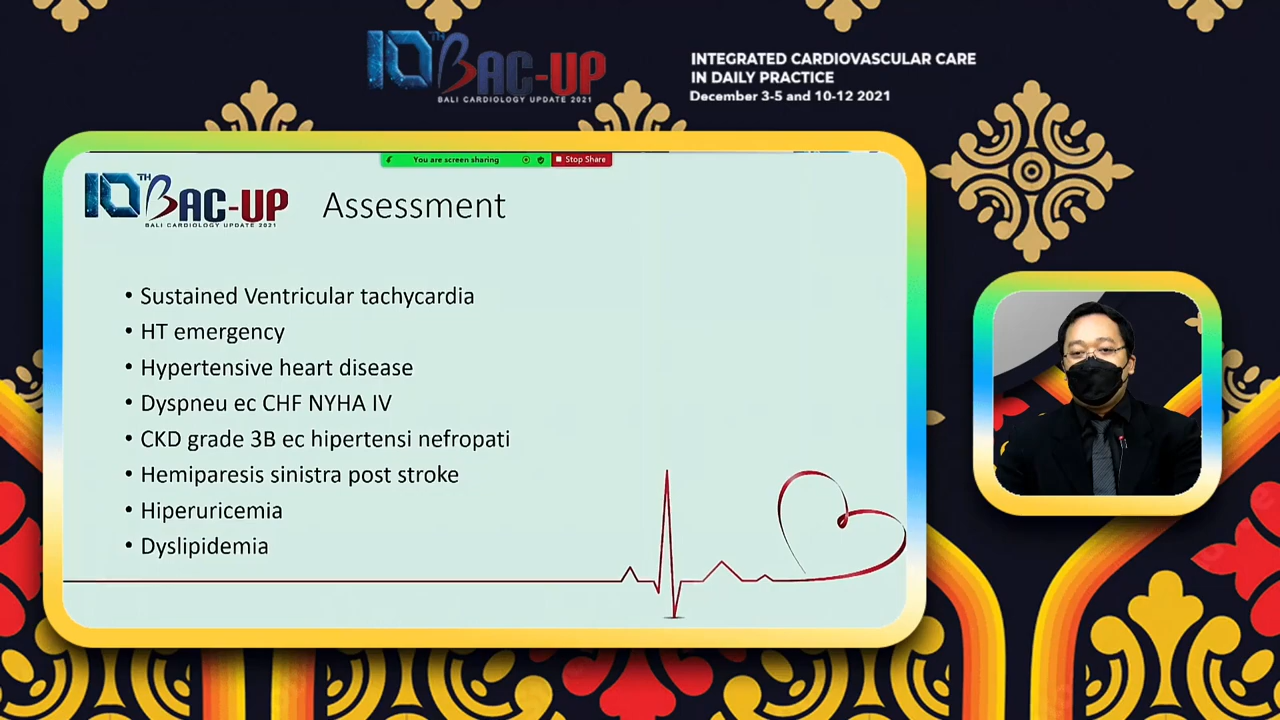 10TH BAC-UP
BALI CARDIOLOGY UPDATE 2021
INTEGRATED CARDIOVASCULAR CARE
IN DAILY PRACTICE
December 3-5 and 10-12 2021
You are screen sharing
Stop Share
10TH BAC-UP
BALI CARDIOLOGY UPDATE 2021
Assessment
• Sustained Ventricular tachycardia
• HT emergency
• Hypertensive heart disease
• Dyspneu ec CHF NYHA IV
• CKD grade 3B ec hipertensi nefropati
• Hemiparesis sinistra post stroke
• Hiperuricemia
• Dyslipidemia